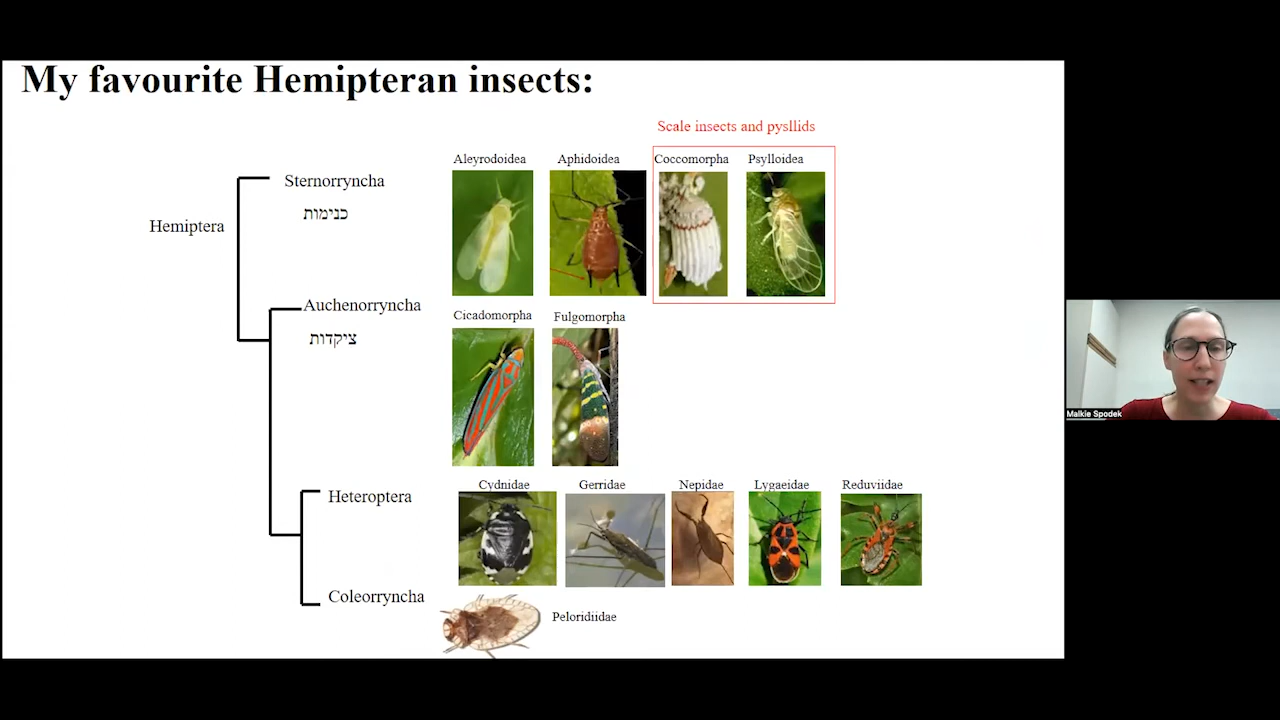 My favourite Hemipteran insects:
Scale insects and pysllids
Aleyrodoidea
Aphidoidea
Coccomorpha
Psylloidea
Sternorryncha
כנימות
Hemiptera
Auchenorryncha
ציקדות
Cicadomorpha
Fulgomorpha
Heteroptera
Cydnidae
Gerridae
Nepidae
Lygaeidae
Reduviidae
Coleorryncha
Peloridiidae
Malkie Spodek